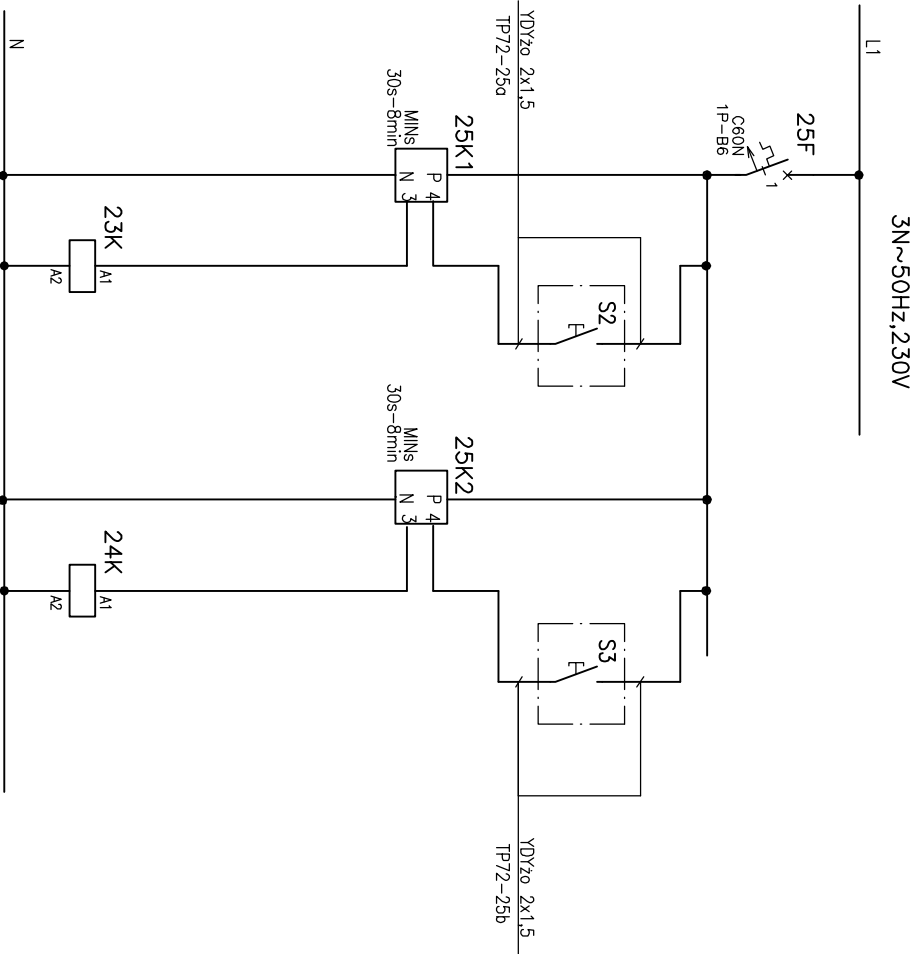 3N~50Hz,230V
L1
25F
C60N
1P-B6
1
YDYżo 2x1,5
TP72-25a
S2
25K1
MINs
30s-8min
P 4
N 3
23K
A1
A2
S3
25K2
MINs
30s-8min
P 4
N 3
24K
A1
A2
YDYżo 2x1,5
TP72-25b
N